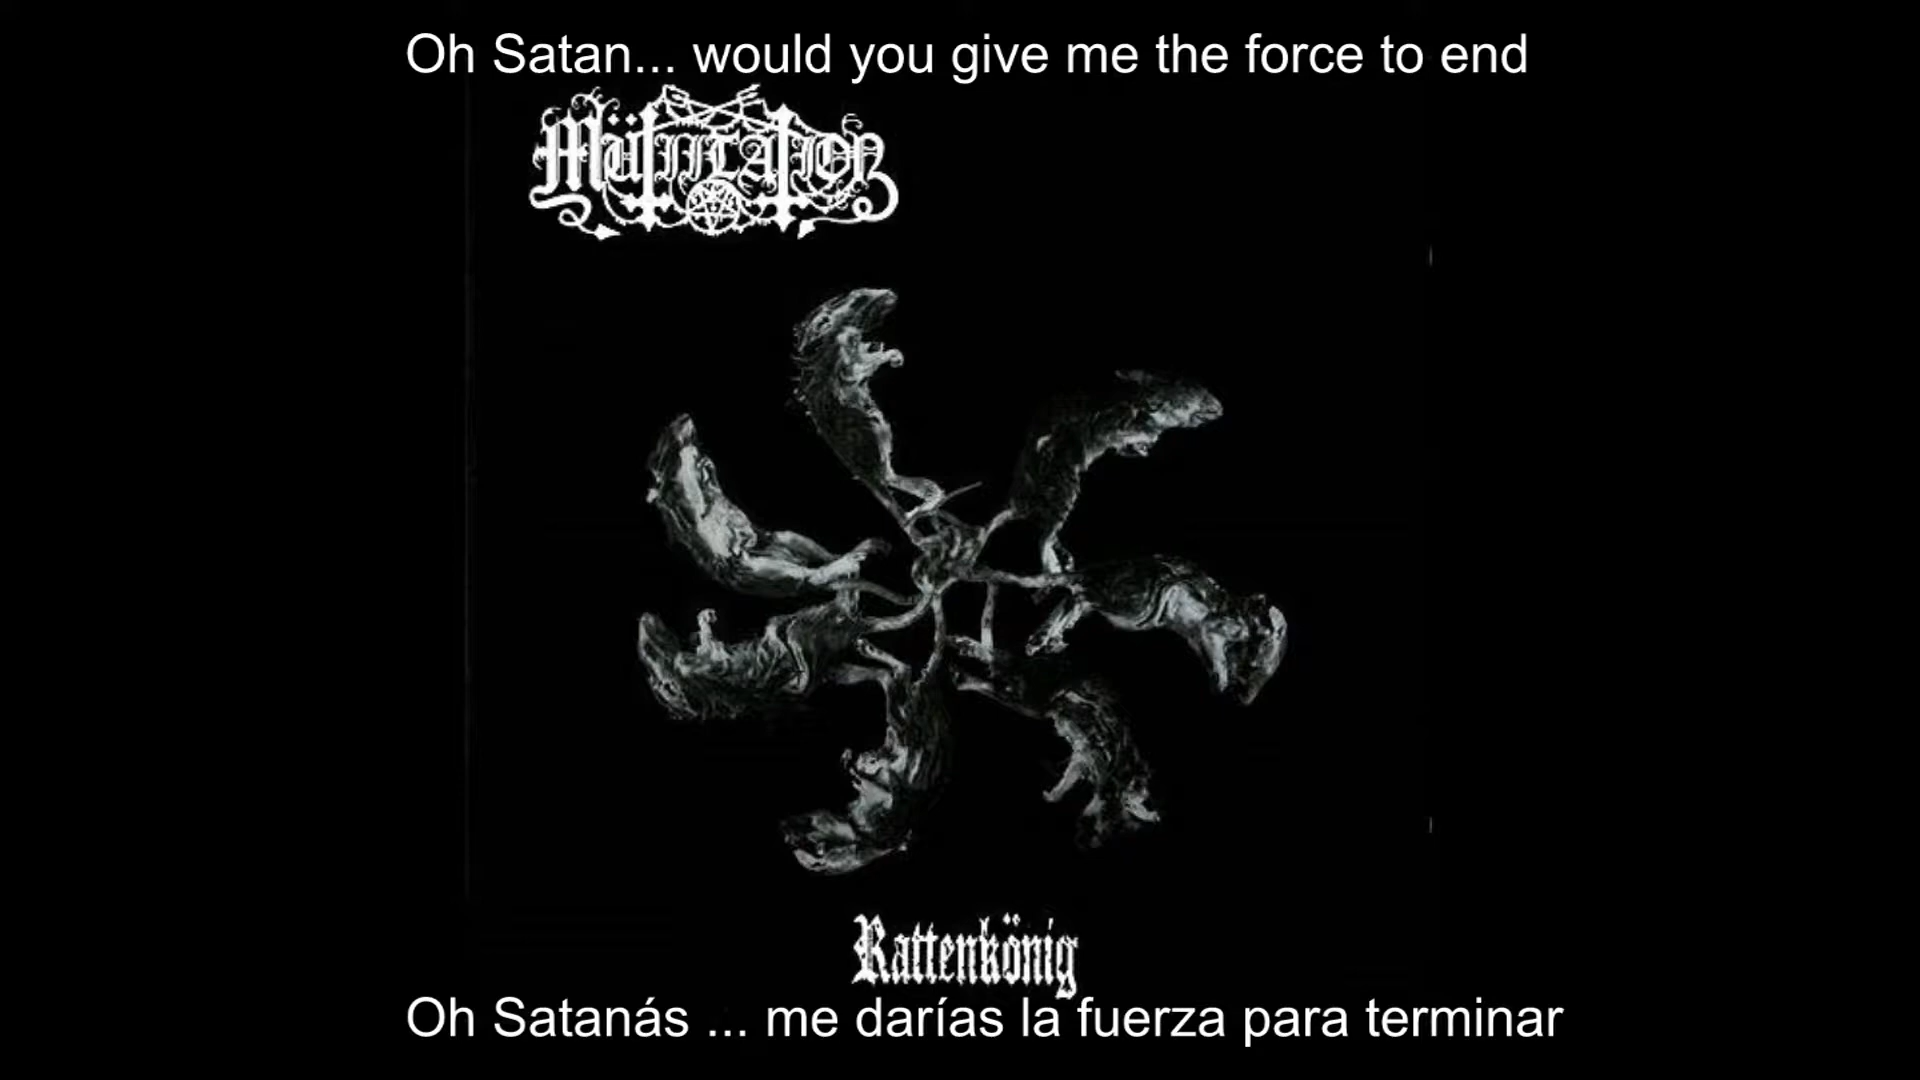 Oh Satan... would you give me the force to end
Mütiilation
Rattenkönig
Oh Satanás ... me darías la fuerza para terminar